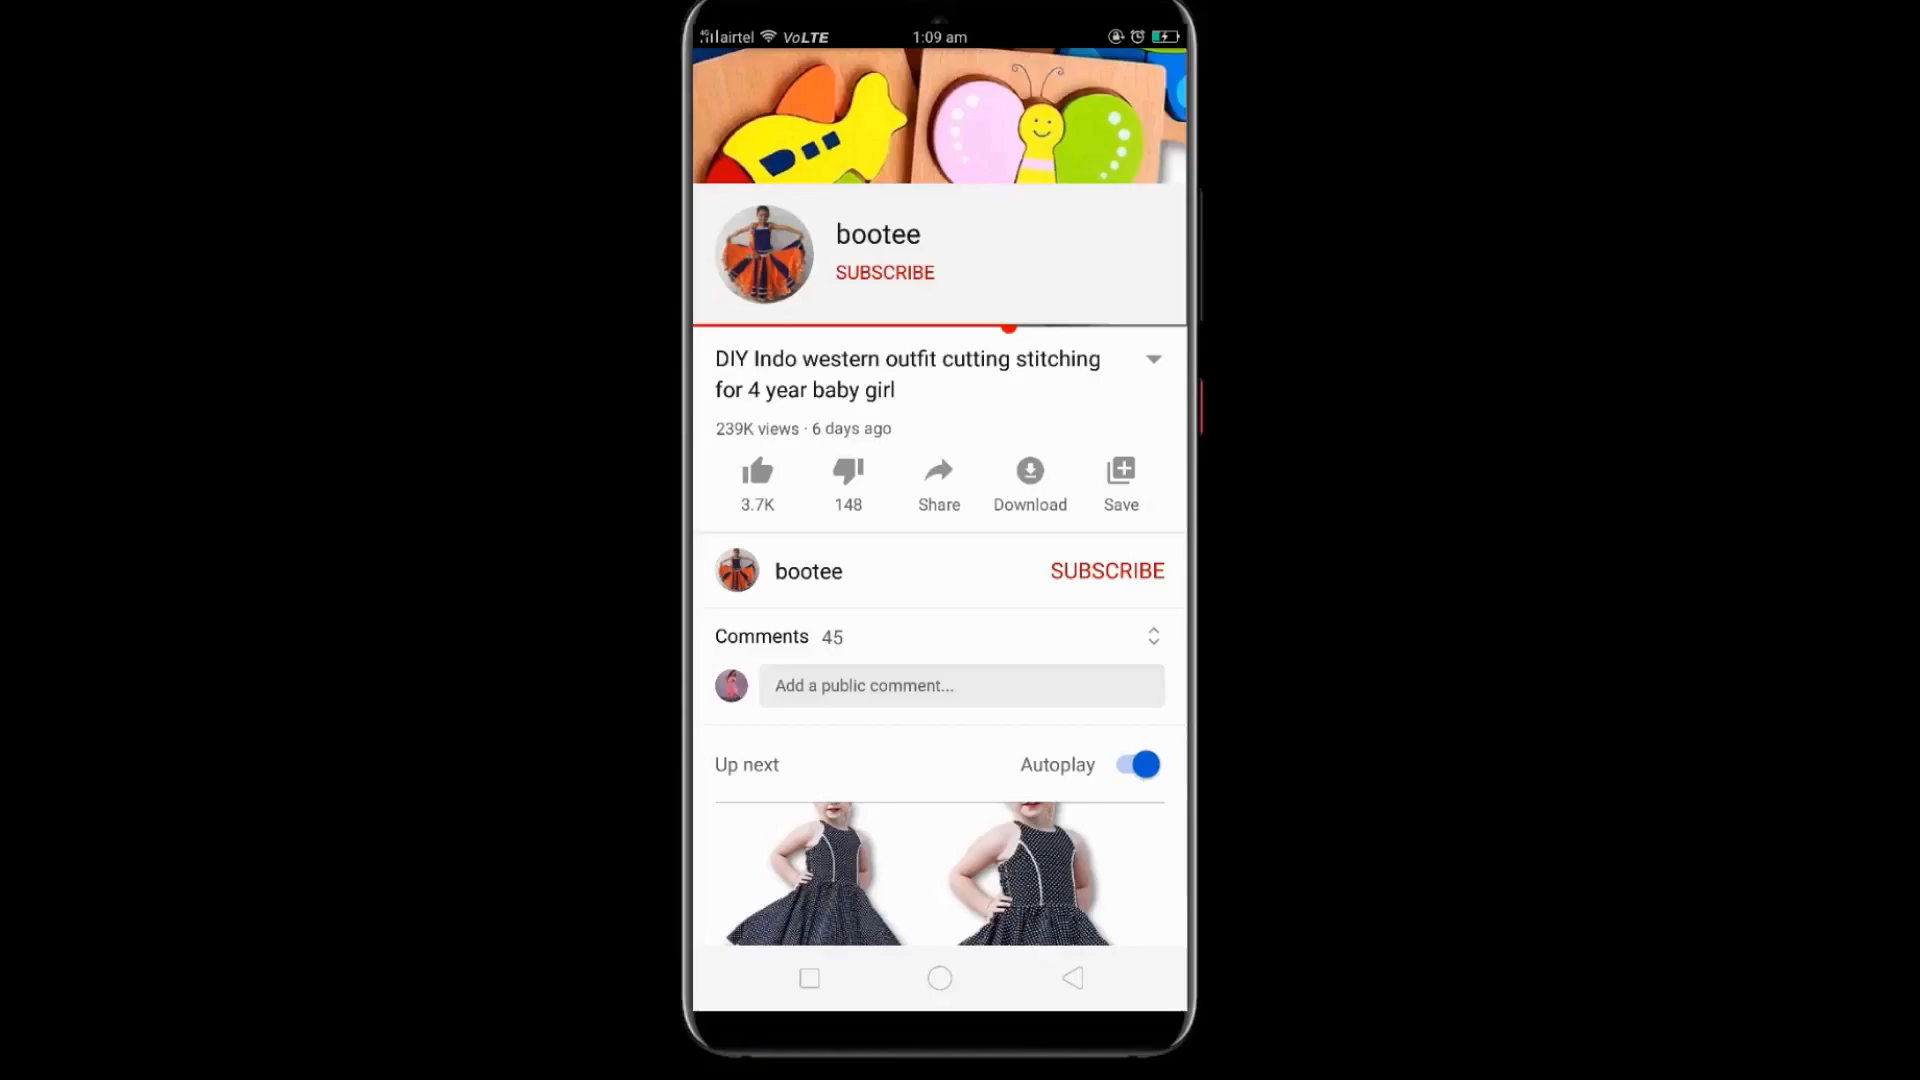 4G airtel VoLTE 1:09 am
bootee
SUBSCRIBE
DIY Indo western outfit cutting stitching
for 4 year baby girl
239K views · 6 days ago
3.7K 148 Share Download Save
bootee SUBSCRIBE
Comments 45
Add a public comment...
Up next Autoplay